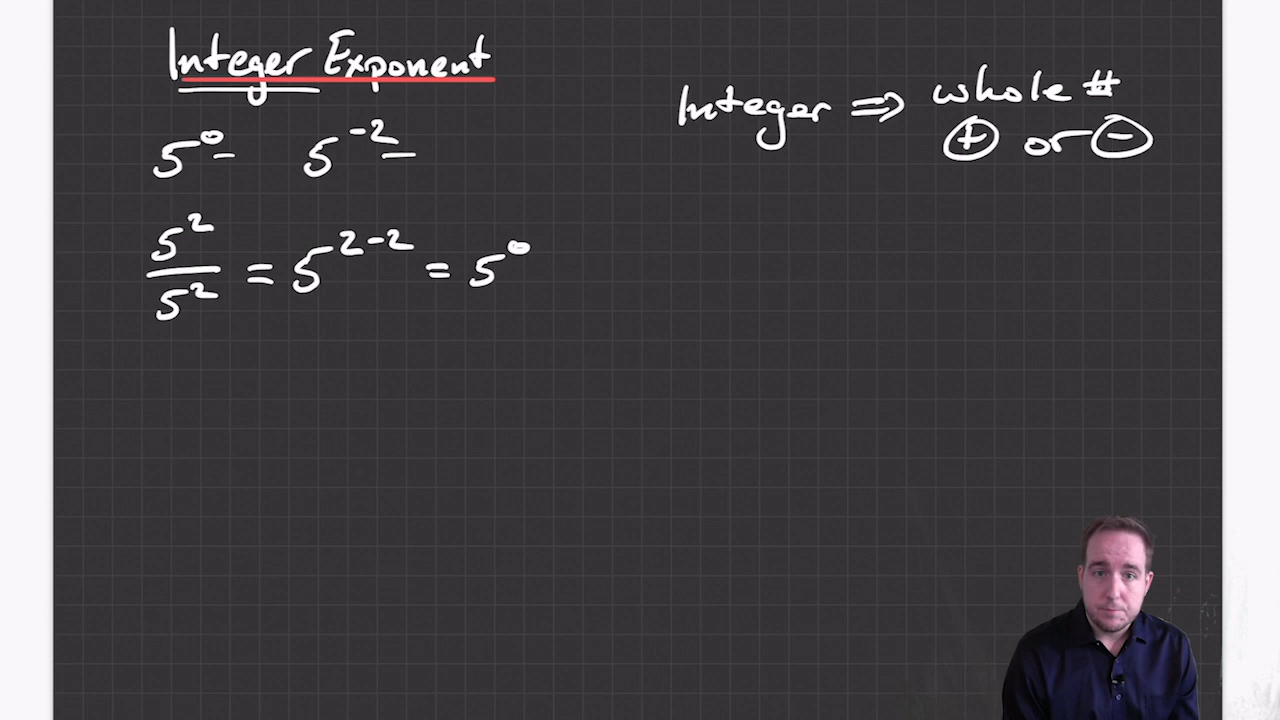 Integer Exponent
5⁰ 5⁻²
5²/5² = 5²⁻² = 5⁰
Integer ⇒ whole #
+ or -